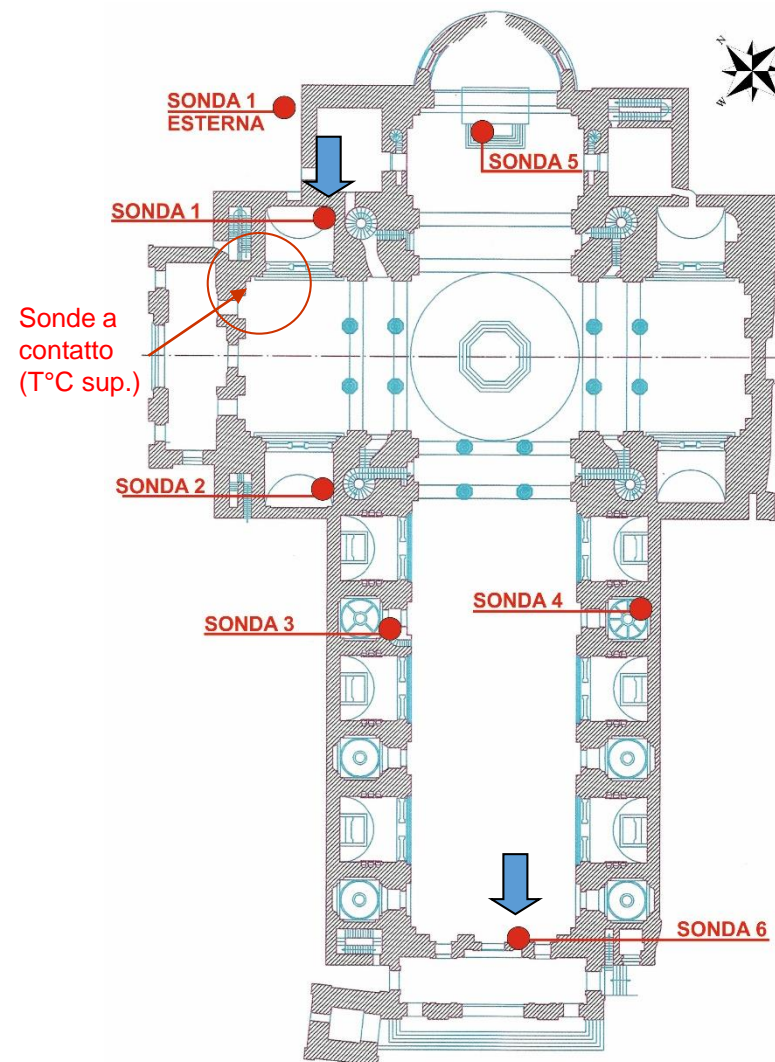 N
W
SONDA 1
ESTERNA
SONDA 5
SONDA 1
Sonde a
contatto
(T°C sup.)
SONDA 2
SONDA 4
SONDA 3
SONDA 6